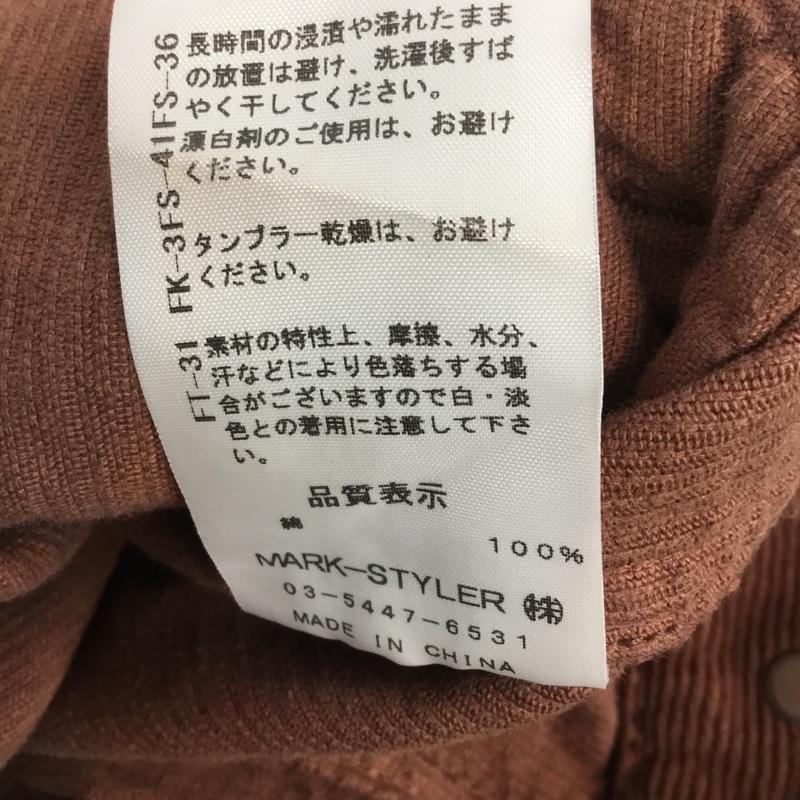 長時間の浸漬や濡れたまま
の放置は避け、洗濯後すば
やく干してください。
漂白剤のご使用は、お避け
ください。
タンブラー乾燥は、お避け
ください。
素材の特性上、摩擦、水分、
汗などにより色落ちする場
合がございますので白・淡
色との着用に注意して下さ
い。
FT-31 FK-3FS-41FS-36
品質表示
綿
100%
MARK-STYLER ㈱
03-5447-6531
MADE IN CHINA